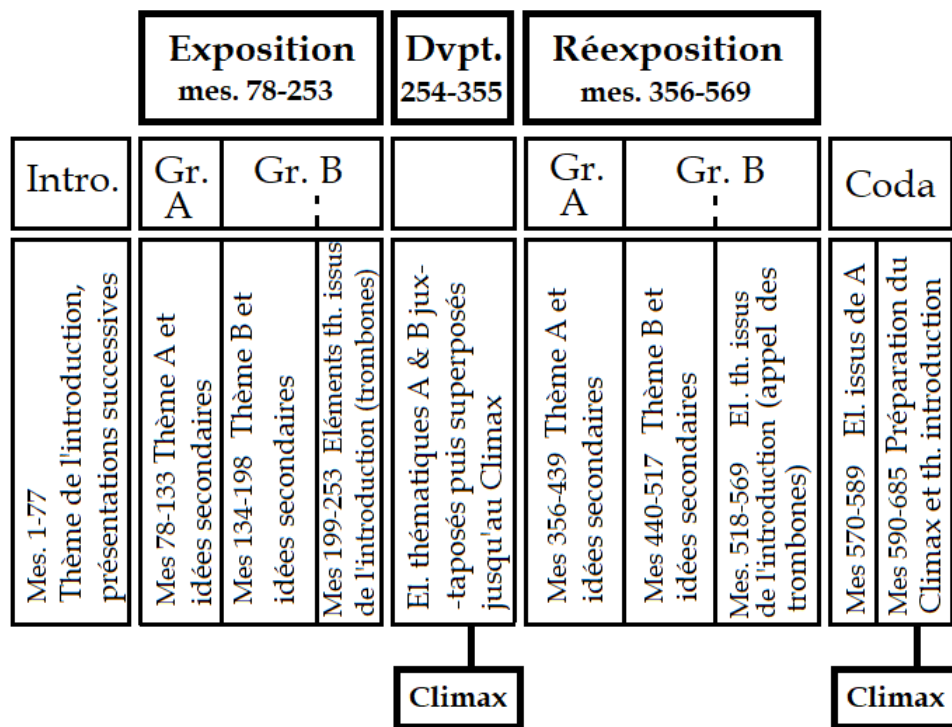 Exposition
mes. 78-253
Dvpt.
254-355
Réexposition
mes. 356-569
Intro.
Gr.
A
Gr. B
Gr.
A
Gr. B
Coda
Mes. 1-77
Thème de l'introduction,
présentations successives
Mes 78-133 Thème A et
idées secondaires
Mes 134-198 Thème B et
idées secondaires
Mes 199-253 Eléments th. issus
de l'introduction (trombones)
El. thématiques A & B jux-
-taposés puis superposés
jusqu'au Climax
Mes 356-439 Thème A et
idées secondaires
Mes 440-517 Thème B et
idées secondaires
Mes. 518-569 El. th. issus
de l'introduction (appel des
trombones)
Mes 570-589 El. issus de A
Mes 590-685 Préparation du
Climax et th. introduction
Climax
Climax